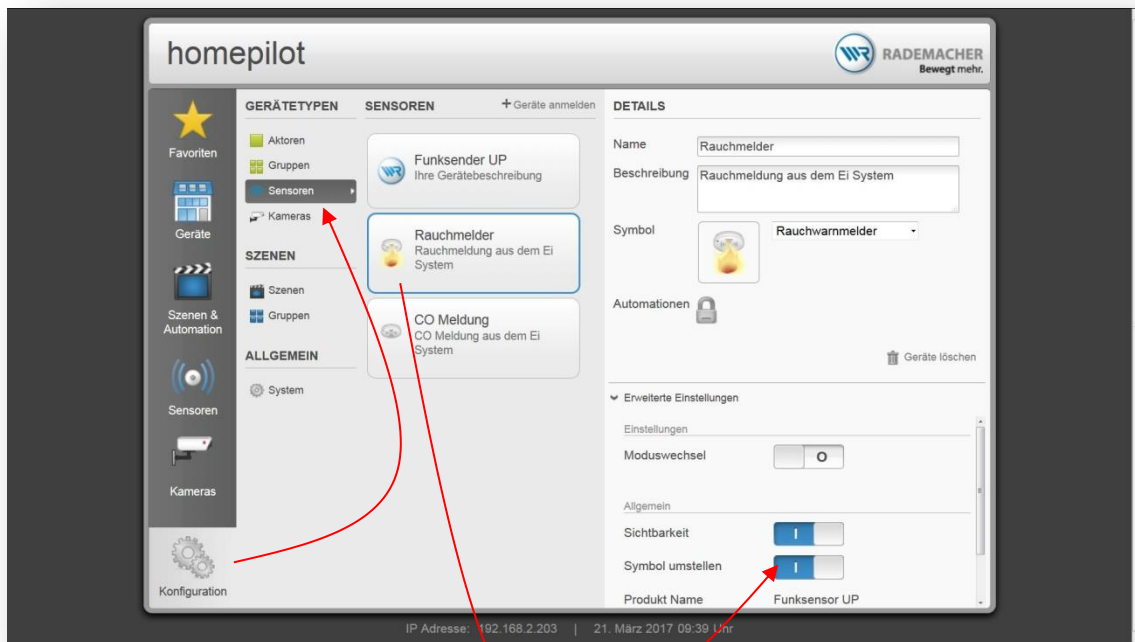 homepilot
WR RADEMACHER
Bewegt mehr.
Favoriten
Geräte
Szenen &
Automation
Sensoren
Kameras
Konfiguration
GERÄTETYPEN
Aktoren
Gruppen
Sensoren
Kameras
SZENEN
Szenen
Gruppen
ALLGEMEIN
System
SENSOREN
+ Geräte anmelden
Funksender UP
Ihre Gerätebeschreibung
Rauchmelder
Rauchmeldung aus dem Ei
System
CO Meldung
CO Meldung aus dem Ei
System
DETAILS
Name Rauchmelder
Beschreibung Rauchmeldung aus dem Ei System
Symbol Rauchwarnmelder
Automationen
Geräte löschen
Erweiterte Einstellungen
Einstellungen
Moduswechsel O
Allgemein
Sichtbarkeit I
Symbol umstellen I
Produkt Name Funksensor UP
IP Adresse: 192.168.2.203 | 21. März 2017 09:39 Uhr